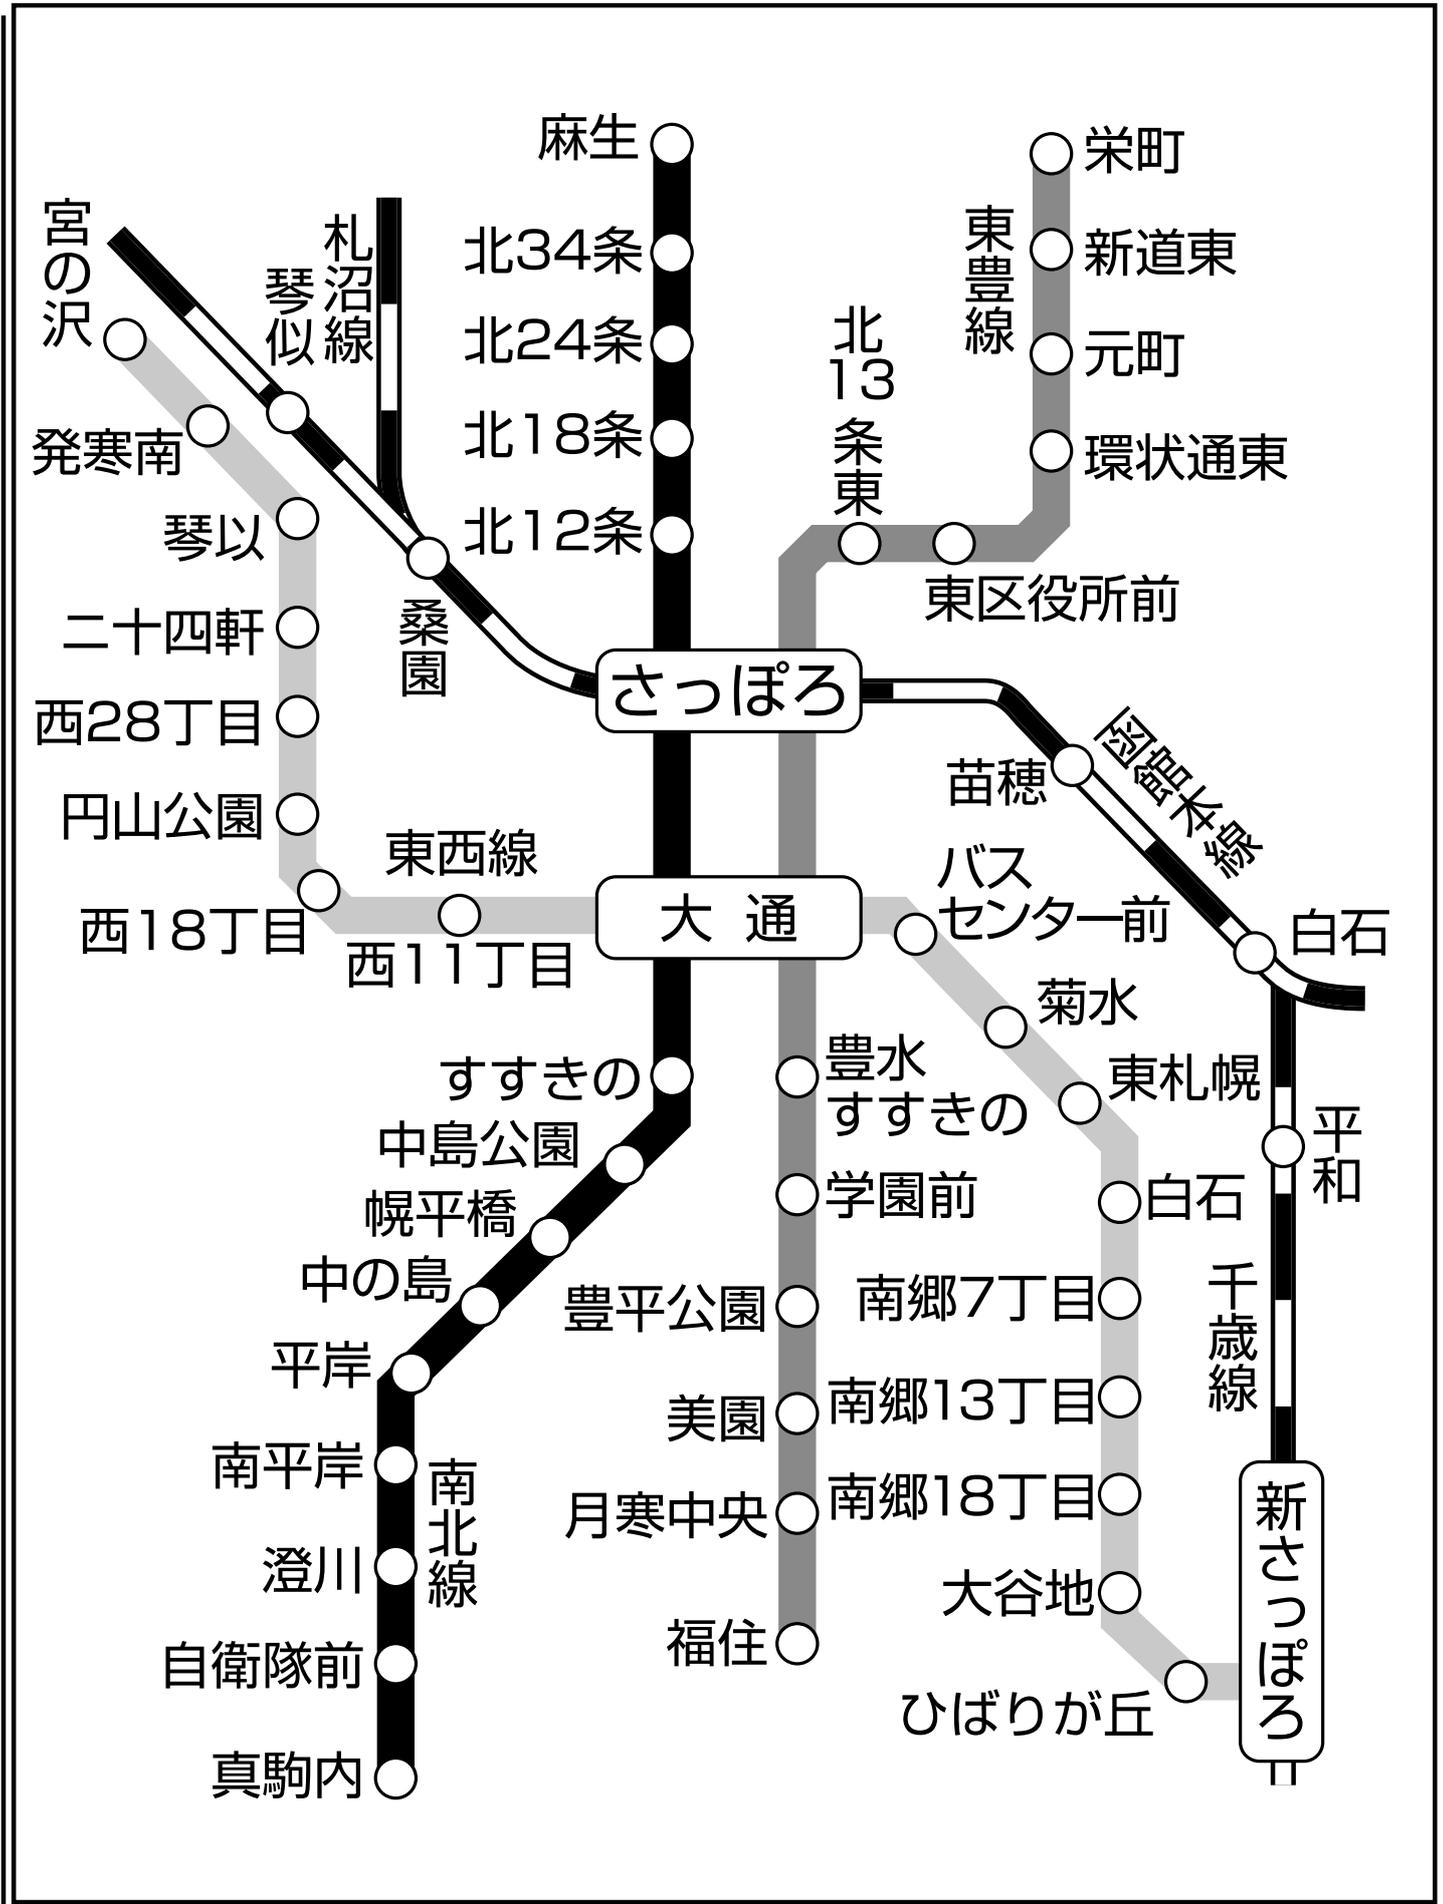 麻生
北34条
北24条
北18条
北12条
栄町
新道東
元町
環状通東
東豊線
北13条東
東区役所前
宮の沢
琴似
札沼線
発寒南
琴以
二十四軒
西28丁目
円山公園
西18丁目
桑園
さっぽろ
東西線
西11丁目
大通
苗穂
函館本線
バス
センター前
白石
菊水
東札幌
平和
白石
すすきの
中島公園
幌平橋
中の島
平岸
南平岸
南北線
澄川
自衛隊前
真駒内
豊水
すすきの
学園前
豊平公園
美園
月寒中央
福住
南郷7丁目
南郷13丁目
南郷18丁目
大谷地
ひばりが丘
千歳線
新さっぽろ